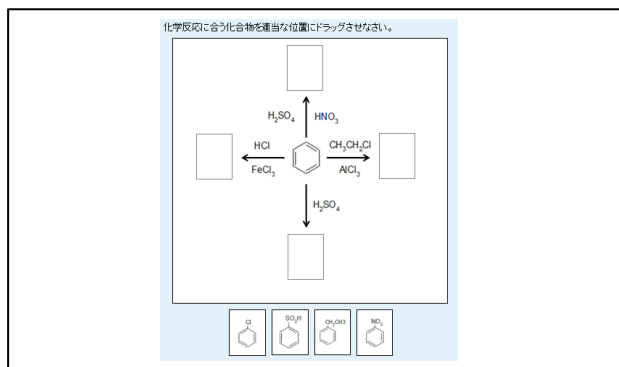 化学反応に合う化合物を適当な位置にドラッグさせなさい。
H₂SO₄ HNO₃
HCl
FeCl₃
CH₃CH₂Cl
AlCl₃
H₂SO₄
Cl
SO₃H
CH₂CH3
NO₂